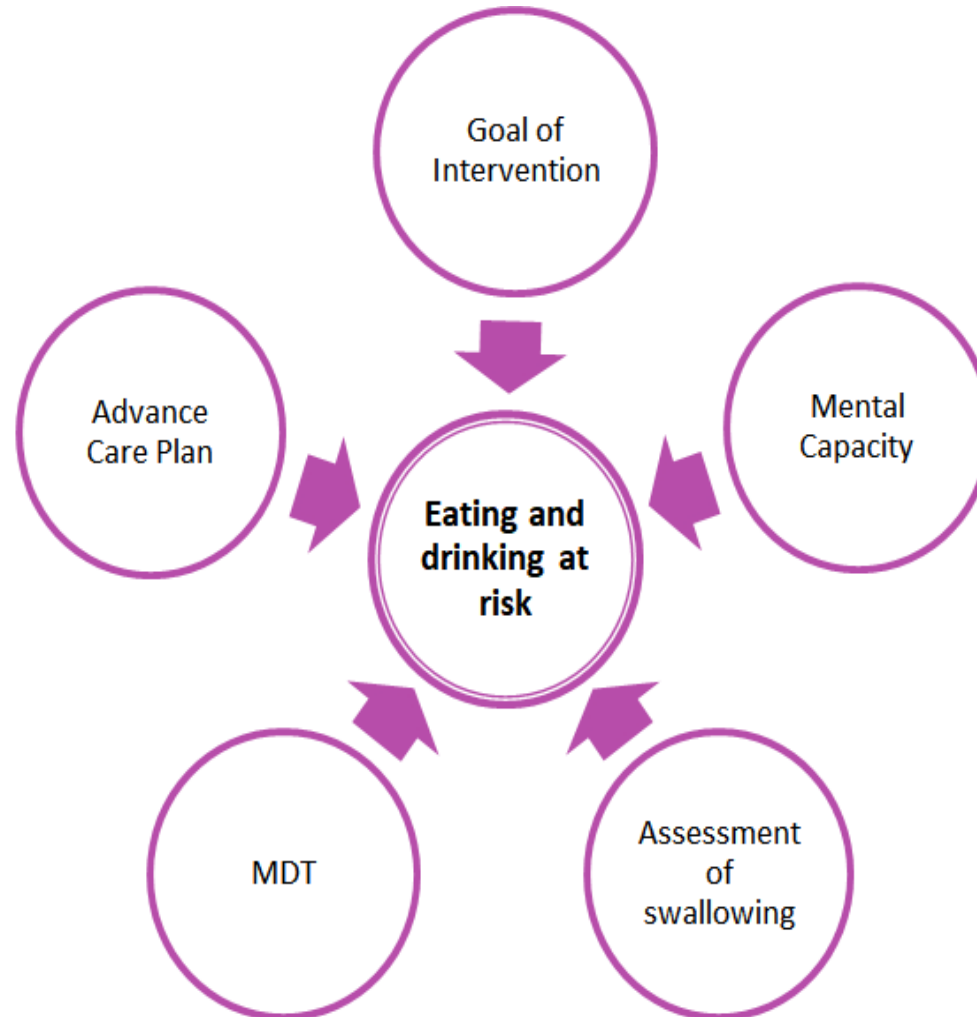 Goal of
Intervention
Advance
Care Plan
Mental
Capacity
Eating and
drinking at
risk
MDT
Assessment
of
swallowing